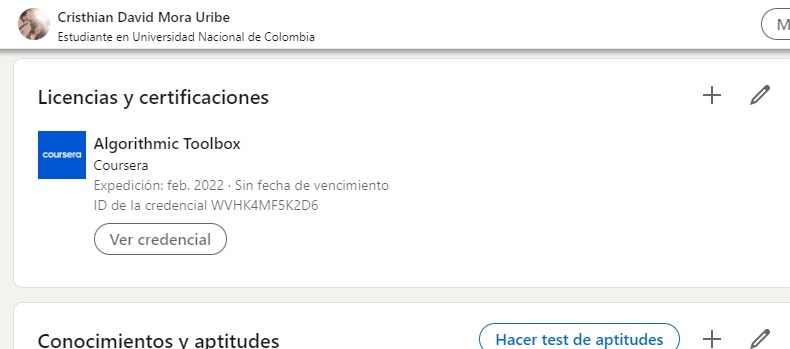 Cristhian David Mora Uribe
Estudiante en Universidad Nacional de Colombia
M
Licencias y certificaciones
coursera
Algorithmic Toolbox
Coursera
Expedición: feb. 2022 · Sin fecha de vencimiento
ID de la credencial WVHK4MF5K2D6
Ver credencial
Conocimientos y aptitudes
Hacer test de aptitudes